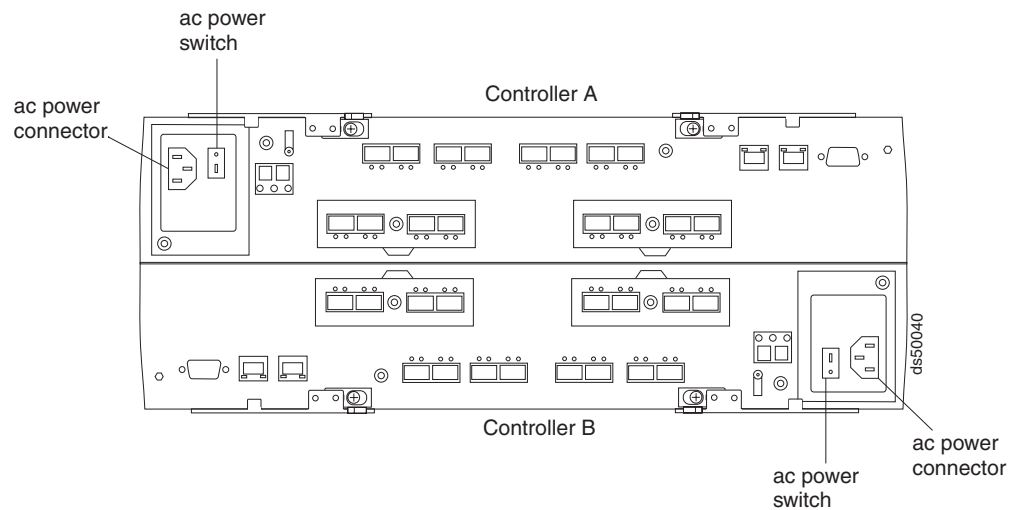 ac power
switch
ac power
connector
Controller A
ds50040
Controller B
ac power
connector
ac power
switch